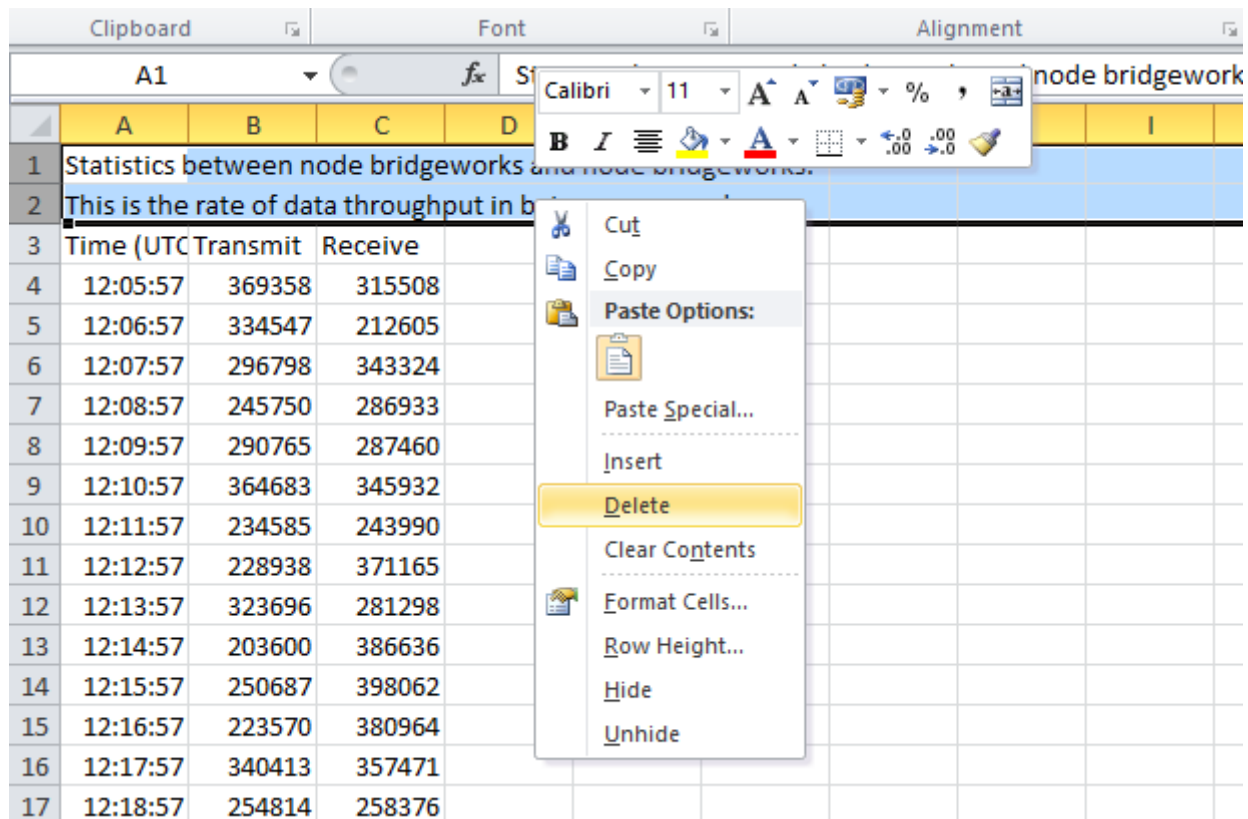 Clipboard Font Alignment
A1 fx St node bridgework
Calibri 11 A A % ,
B I A
A B C D I
1 Statistics between node bridgeworks and node bridgeworks.
2 This is the rate of data throughput in
3 Time (UTC Transmit Receive
4 12:05:57 369358 315508
5 12:06:57 334547 212605
6 12:07:57 296798 343324
7 12:08:57 245750 286933
8 12:09:57 290765 287460
9 12:10:57 364683 345932
10 12:11:57 234585 243990
11 12:12:57 228938 371165
12 12:13:57 323696 281298
13 12:14:57 203600 386636
14 12:15:57 250687 398062
15 12:16:57 223570 380964
16 12:17:57 340413 357471
17 12:18:57 254814 258376
Cut
Copy
Paste Options:
Paste Special...
Insert
Delete
Clear Contents
Format Cells...
Row Height...
Hide
Unhide